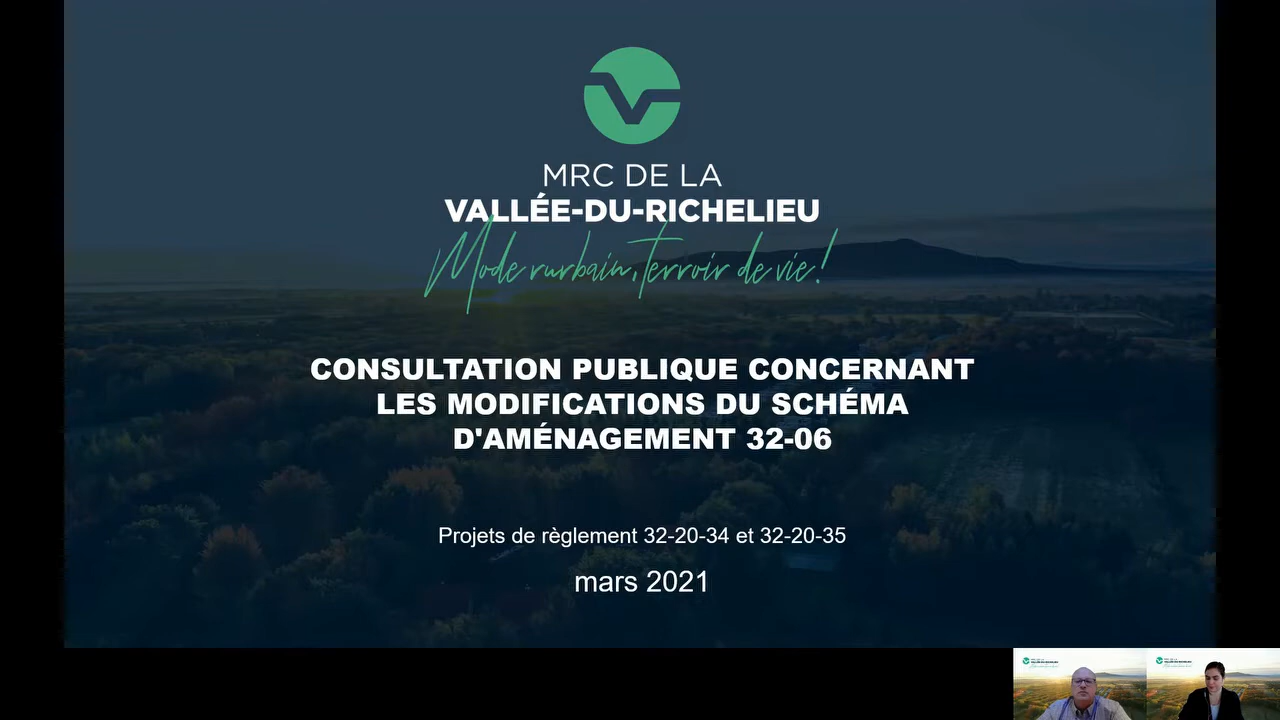 MRC DE LA
VALLÉE-DU-RICHELIEU
Mode rurbain, terroir de vie!
CONSULTATION PUBLIQUE CONCERNANT
LES MODIFICATIONS DU SCHÉMA
D'AMÉNAGEMENT 32-06
Projets de règlement 32-20-34 et 32-20-35
mars 2021